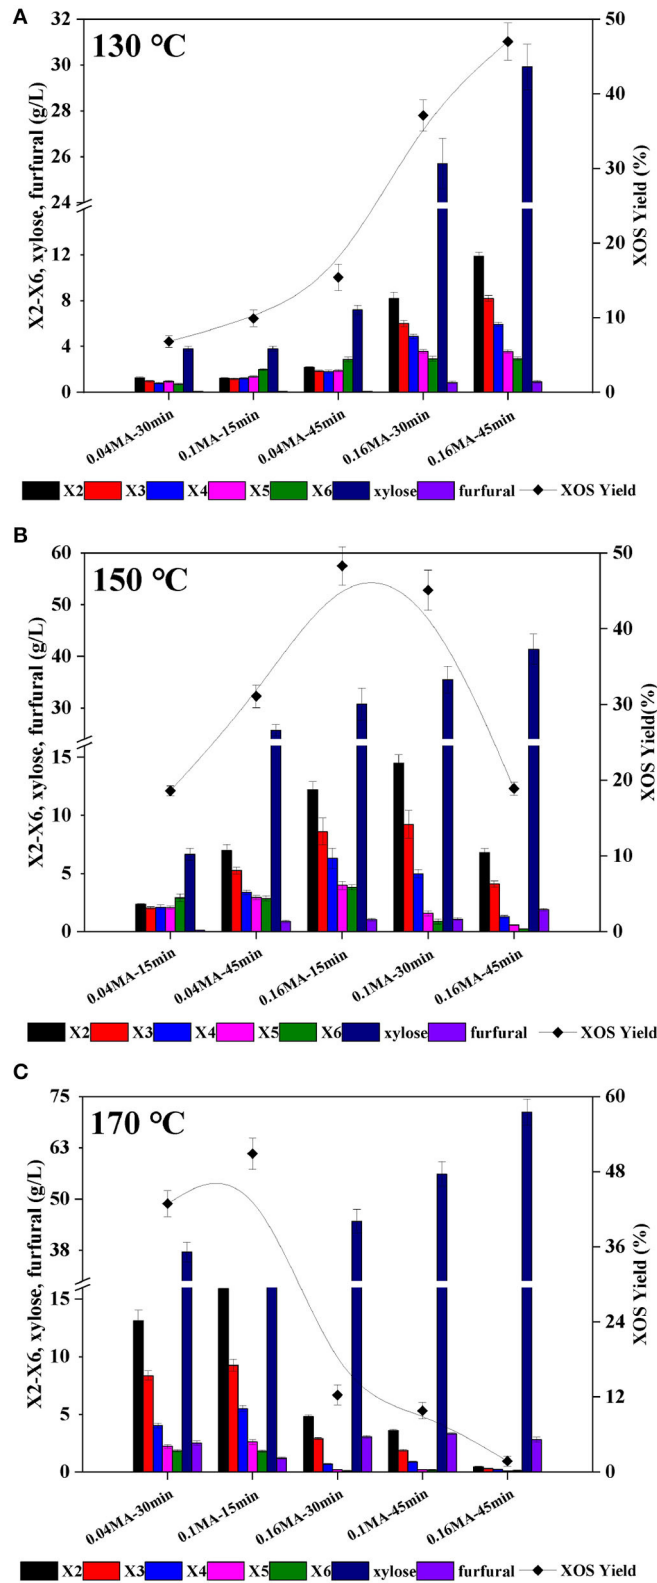 A
130 °C
X2-X6, xylose, furfural (g/L)
32
30
28
26
24
12
8
4
0
XOS Yield (%)
50
40
30
20
10
0
0.04MA-30min
0.1MA-15min
0.04MA-45min
0.16MA-30min
0.16MA-45min
X2 X3 X4 X5 X6 xylose furfural XOS Yield
B
150 °C
X2-X6, xylose, furfural (g/L)
60
50
40
30
15
10
5
0
XOS Yield(%)
50
40
30
20
10
0
0.04MA-15min
0.04MA-45min
0.16MA-15min
0.1MA-30min
0.16MA-45min
X2 X3 X4 X5 X6 xylose furfural XOS Yield
C
170 °C
X2-X6, xylose, furfural (g/L)
75
63
50
38
15
10
5
0
XOS Yield (%)
60
48
36
24
12
00
0.04MA-30min
0.1MA-15min
0.16MA-30min
0.1MA-45min
0.16MA-45min
X2 X3 X4 X5 X6 xylose furfural XOS Yield